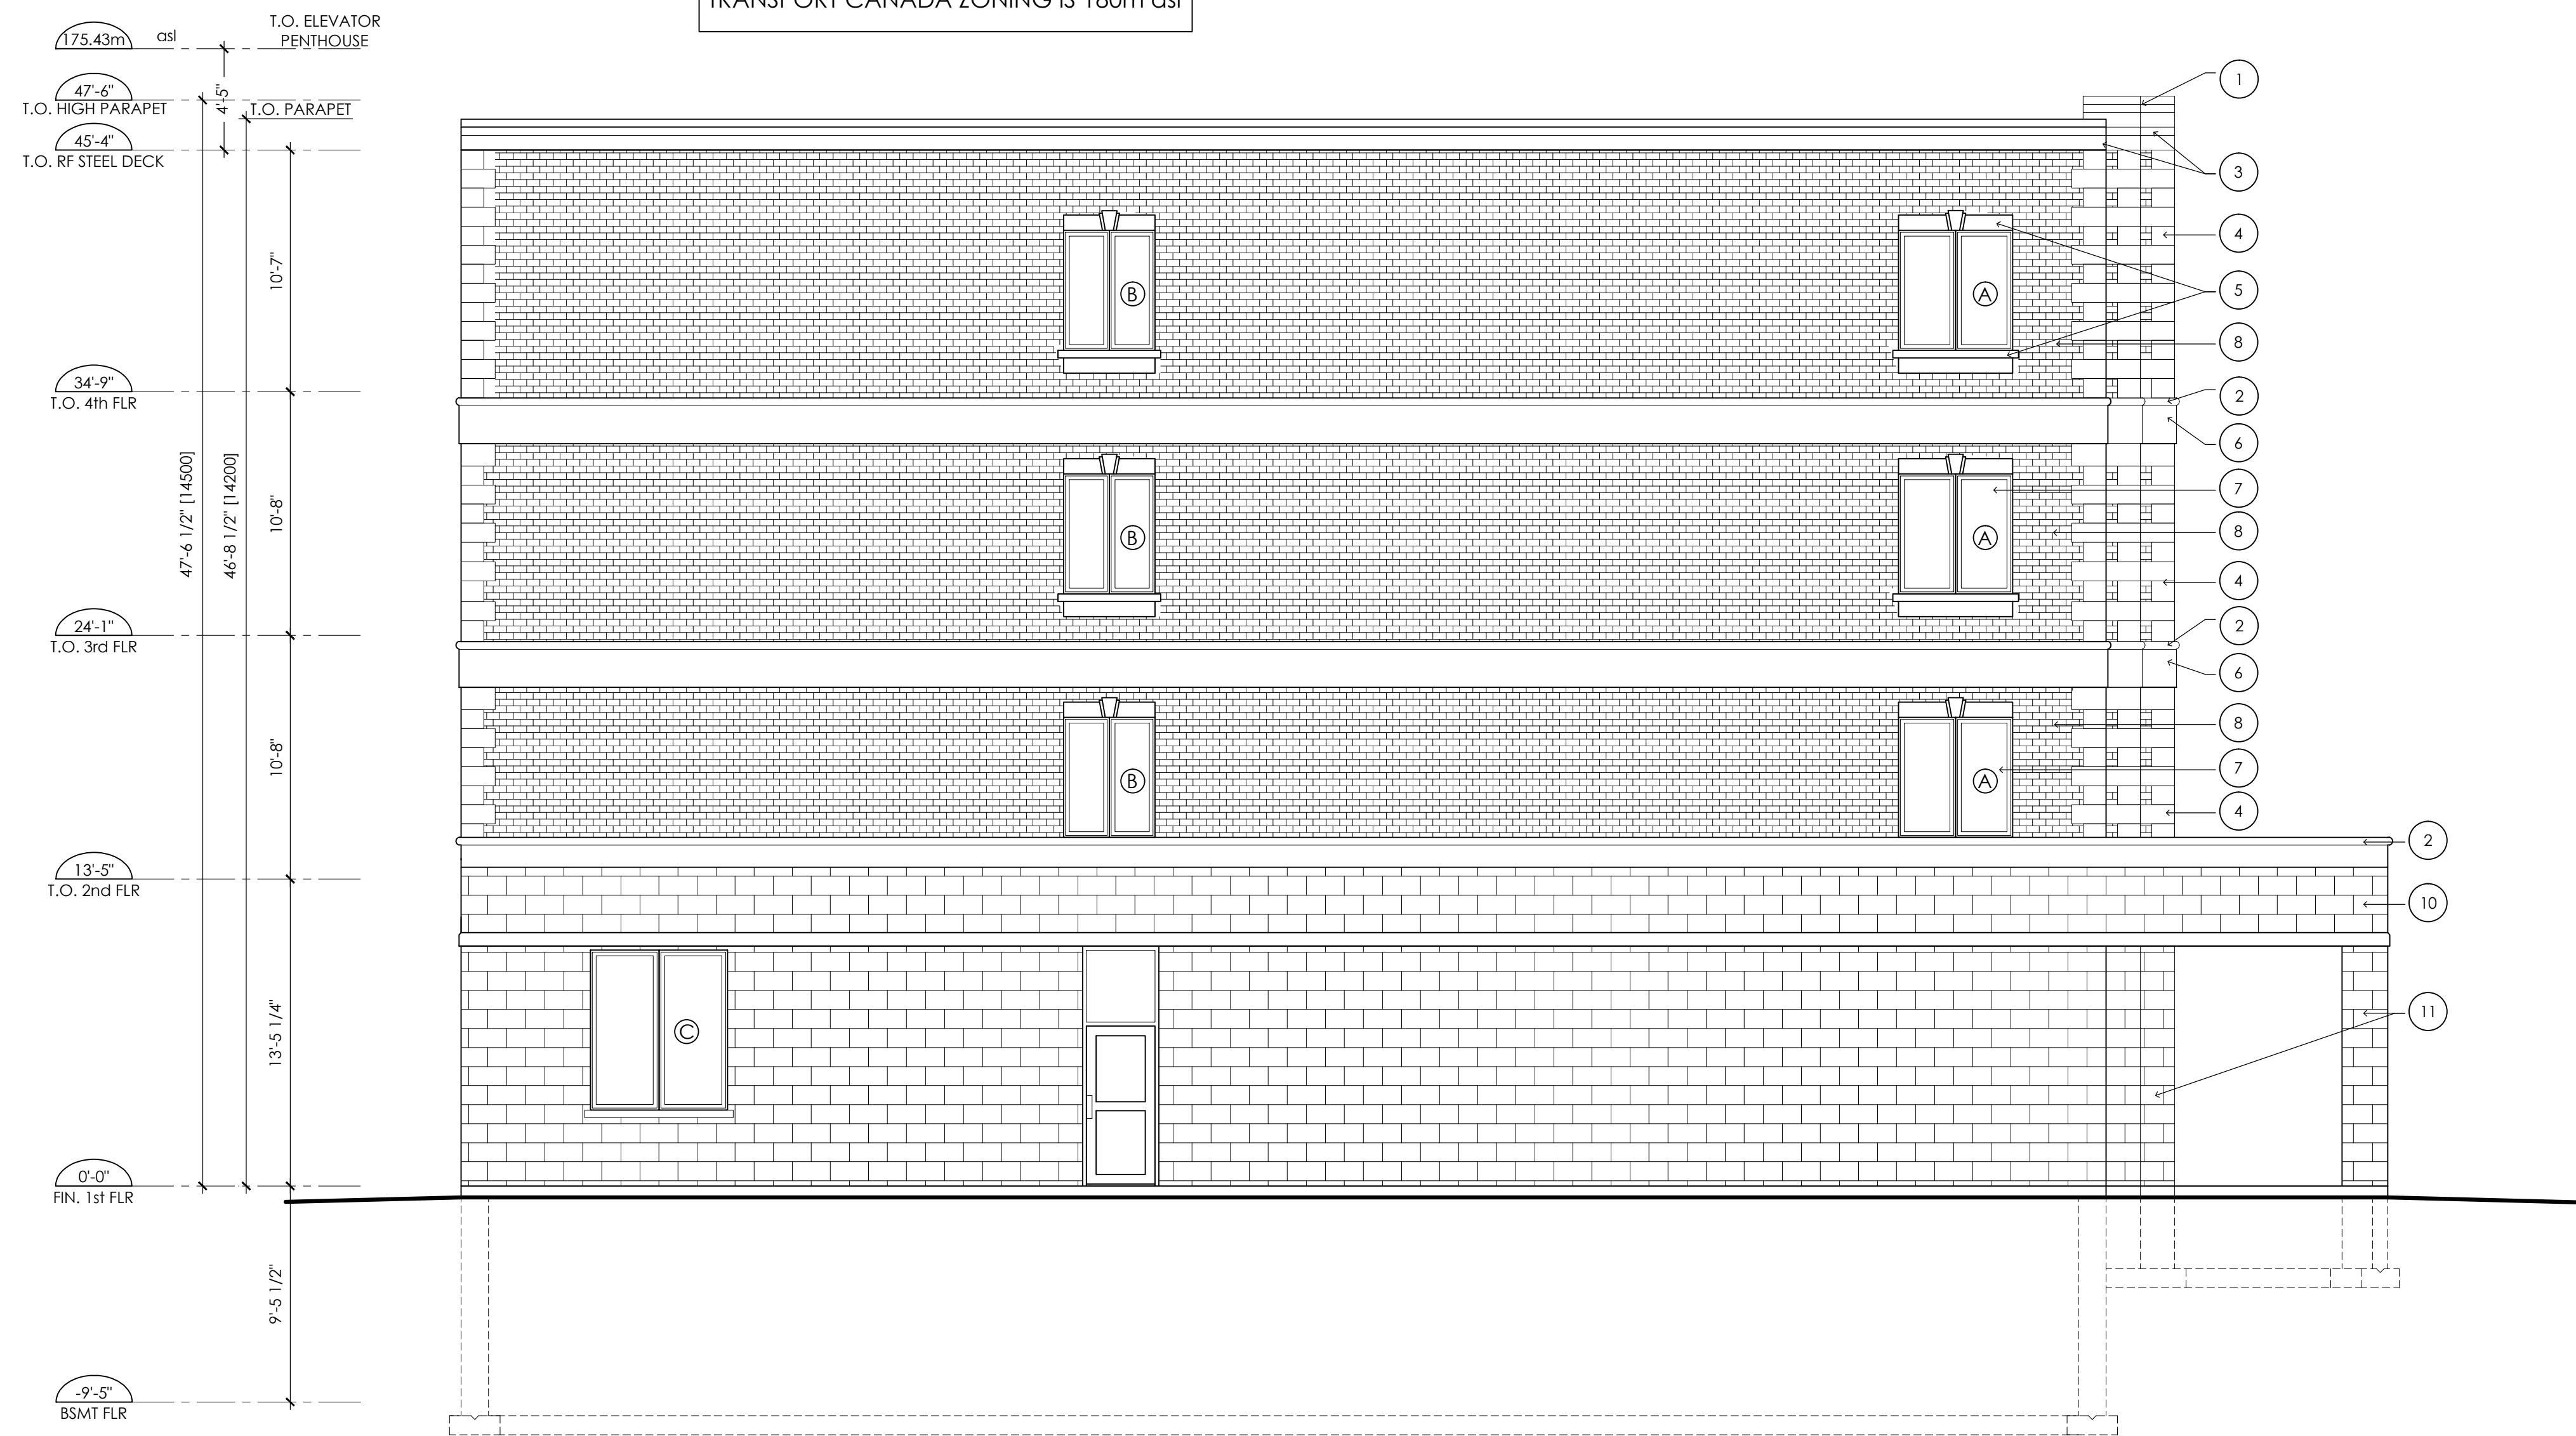 TRANSPORT CANADA ZONING IS 180m asl
175.43m
asl
T.O. ELEVATOR
PENTHOUSE
47'-6"
T.O. HIGH PARAPET
4'-5"
T.O. PARAPET
45'-4"
T.O. RF STEEL DECK
10'-7"
34'-9"
T.O. 4th FLR
47'-6 1/2" [14500]
46'-8 1/2" [14200]
10'-8"
24'-1"
T.O. 3rd FLR
10'-8"
13'-5"
T.O. 2nd FLR
13'-5 1/4"
0'-0"
FIN. 1st FLR
9'-5 1/2"
-9'-5"
BSMT FLR
B
A
B
A
B
A
C
1
3
4
5
8
2
6
7
8
4
2
6
8
7
4
2
10
11